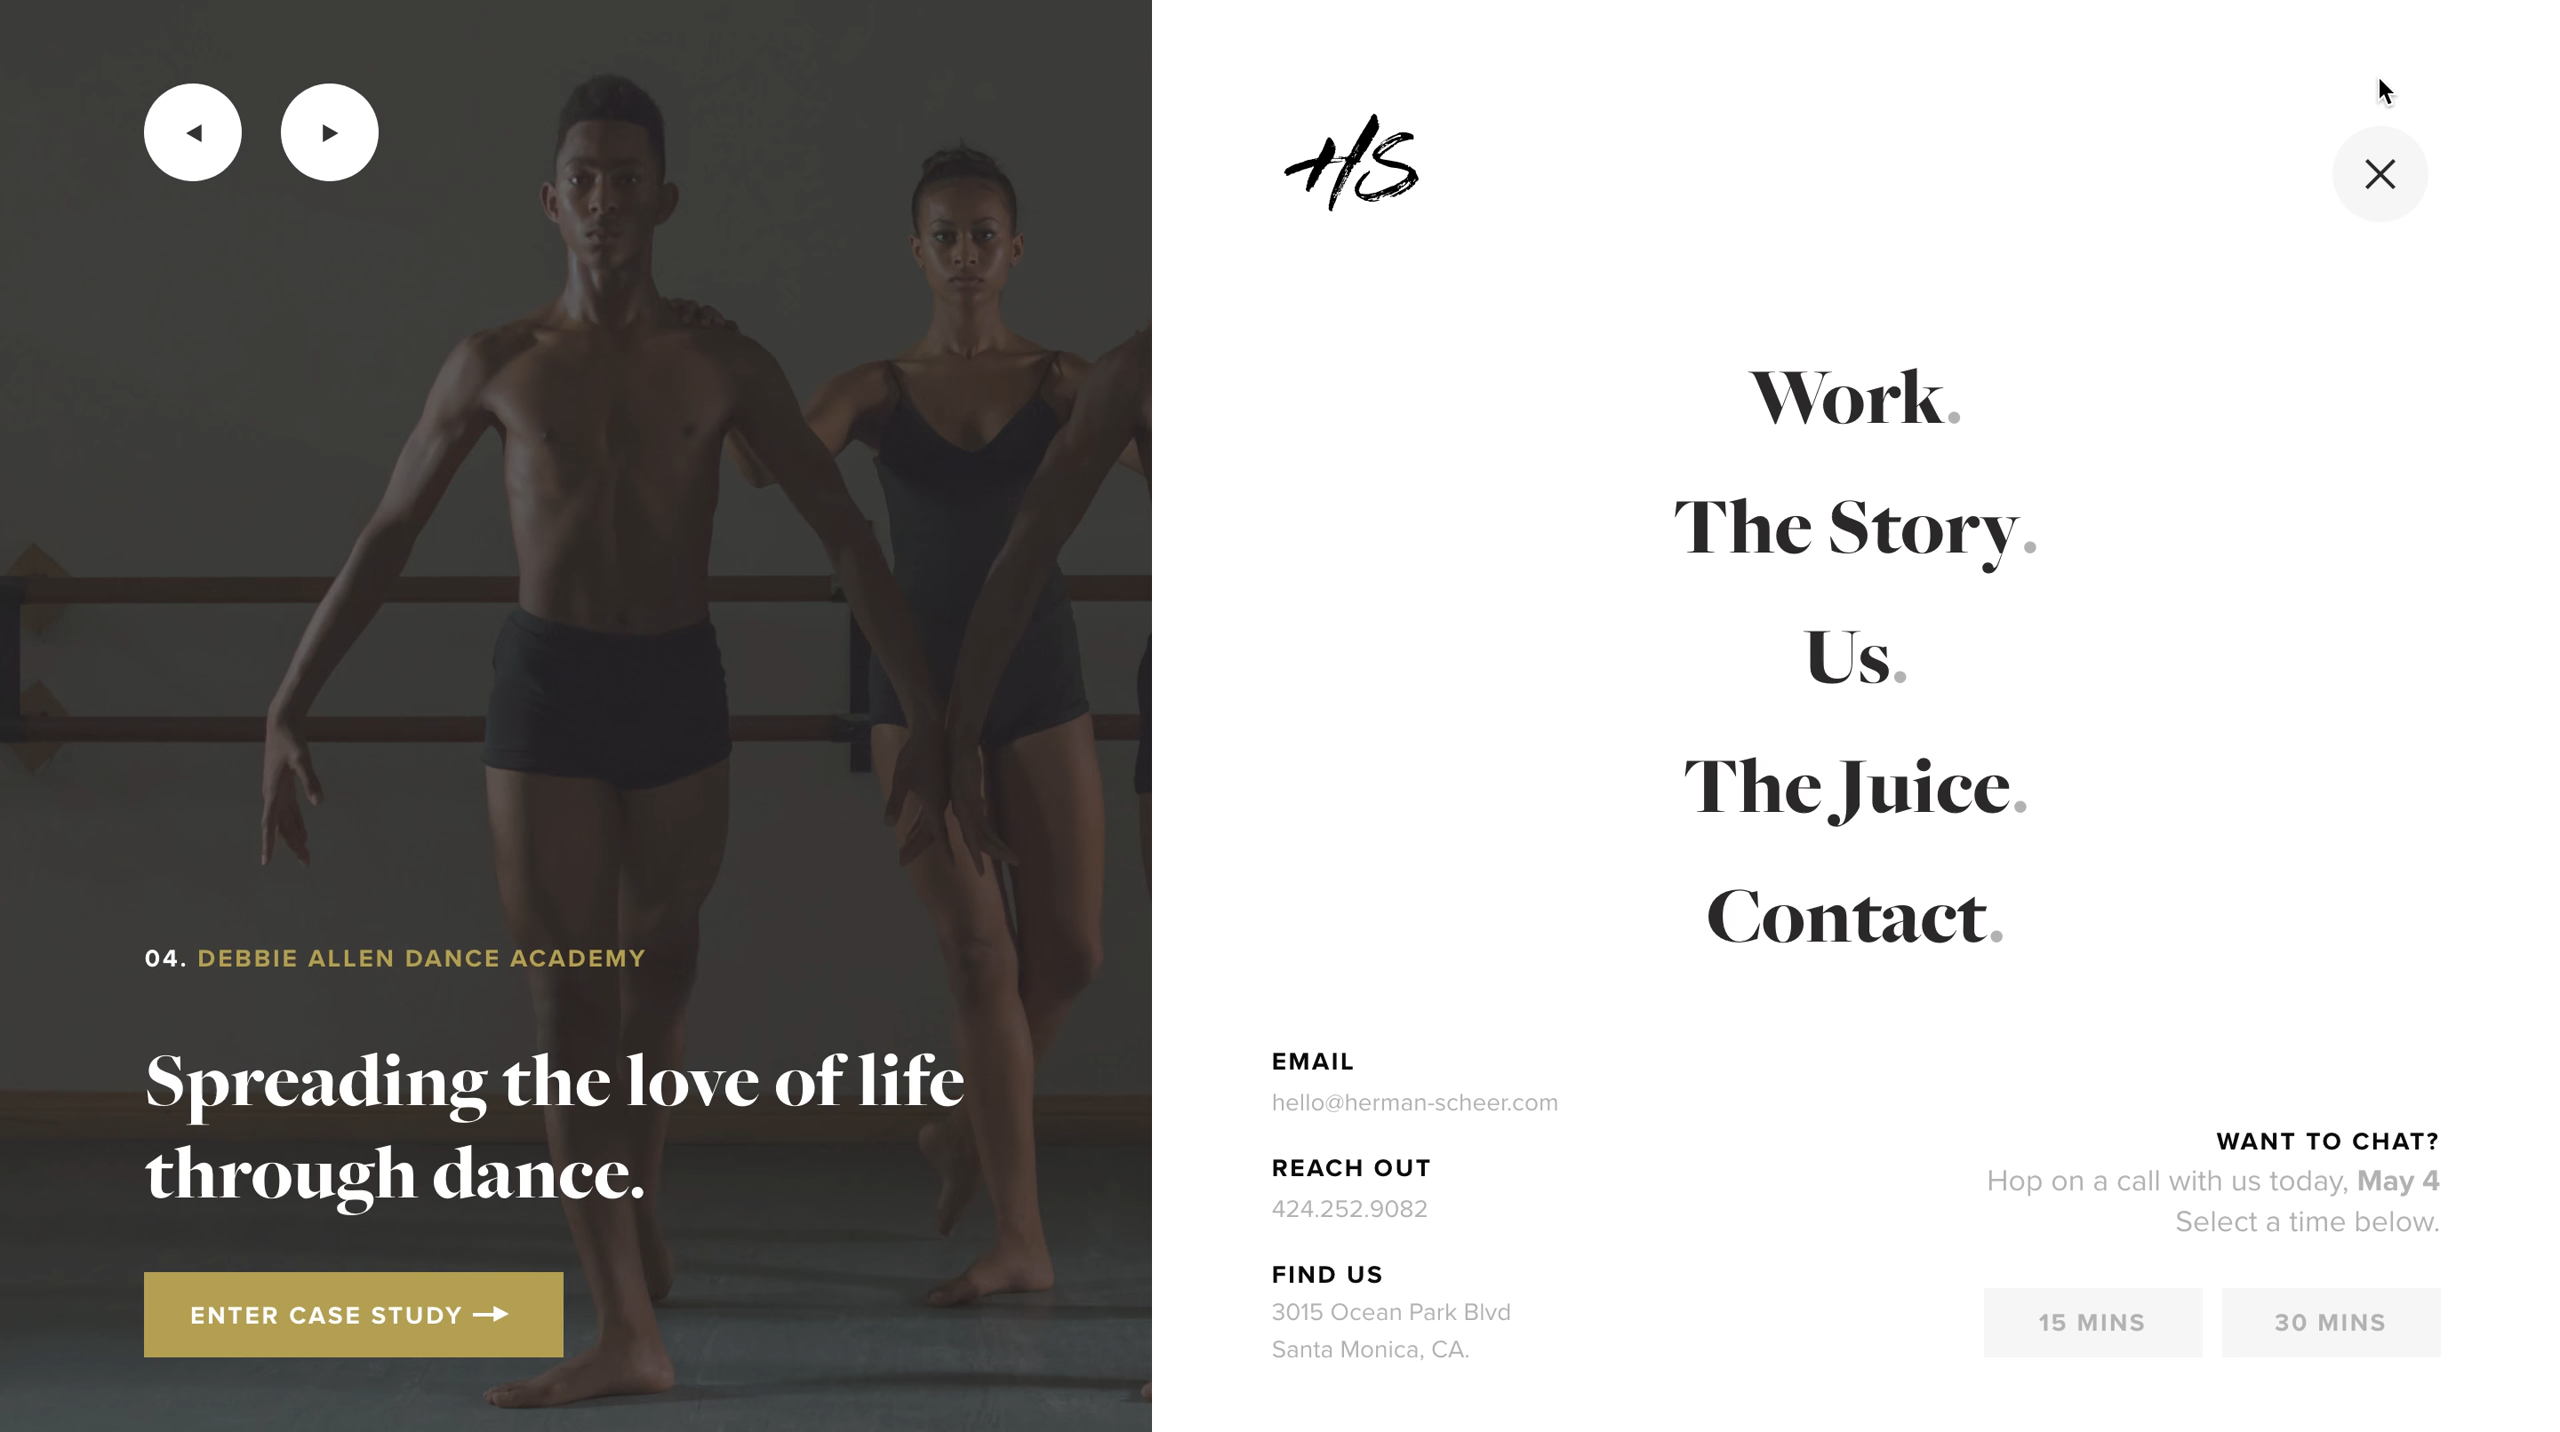 04. DEBBIE ALLEN DANCE ACADEMY
Spreading the love of life
through dance.
ENTER CASE STUDY
HS
Work.
The Story.
Us.
The Juice.
Contact.
EMAIL
hello@herman-scheer.com
REACH OUT
424.252.9082
FIND US
3015 Ocean Park Blvd
Santa Monica, CA.
WANT TO CHAT?
Hop on a call with us today, May 4
Select a time below.
15 MINS
30 MINS